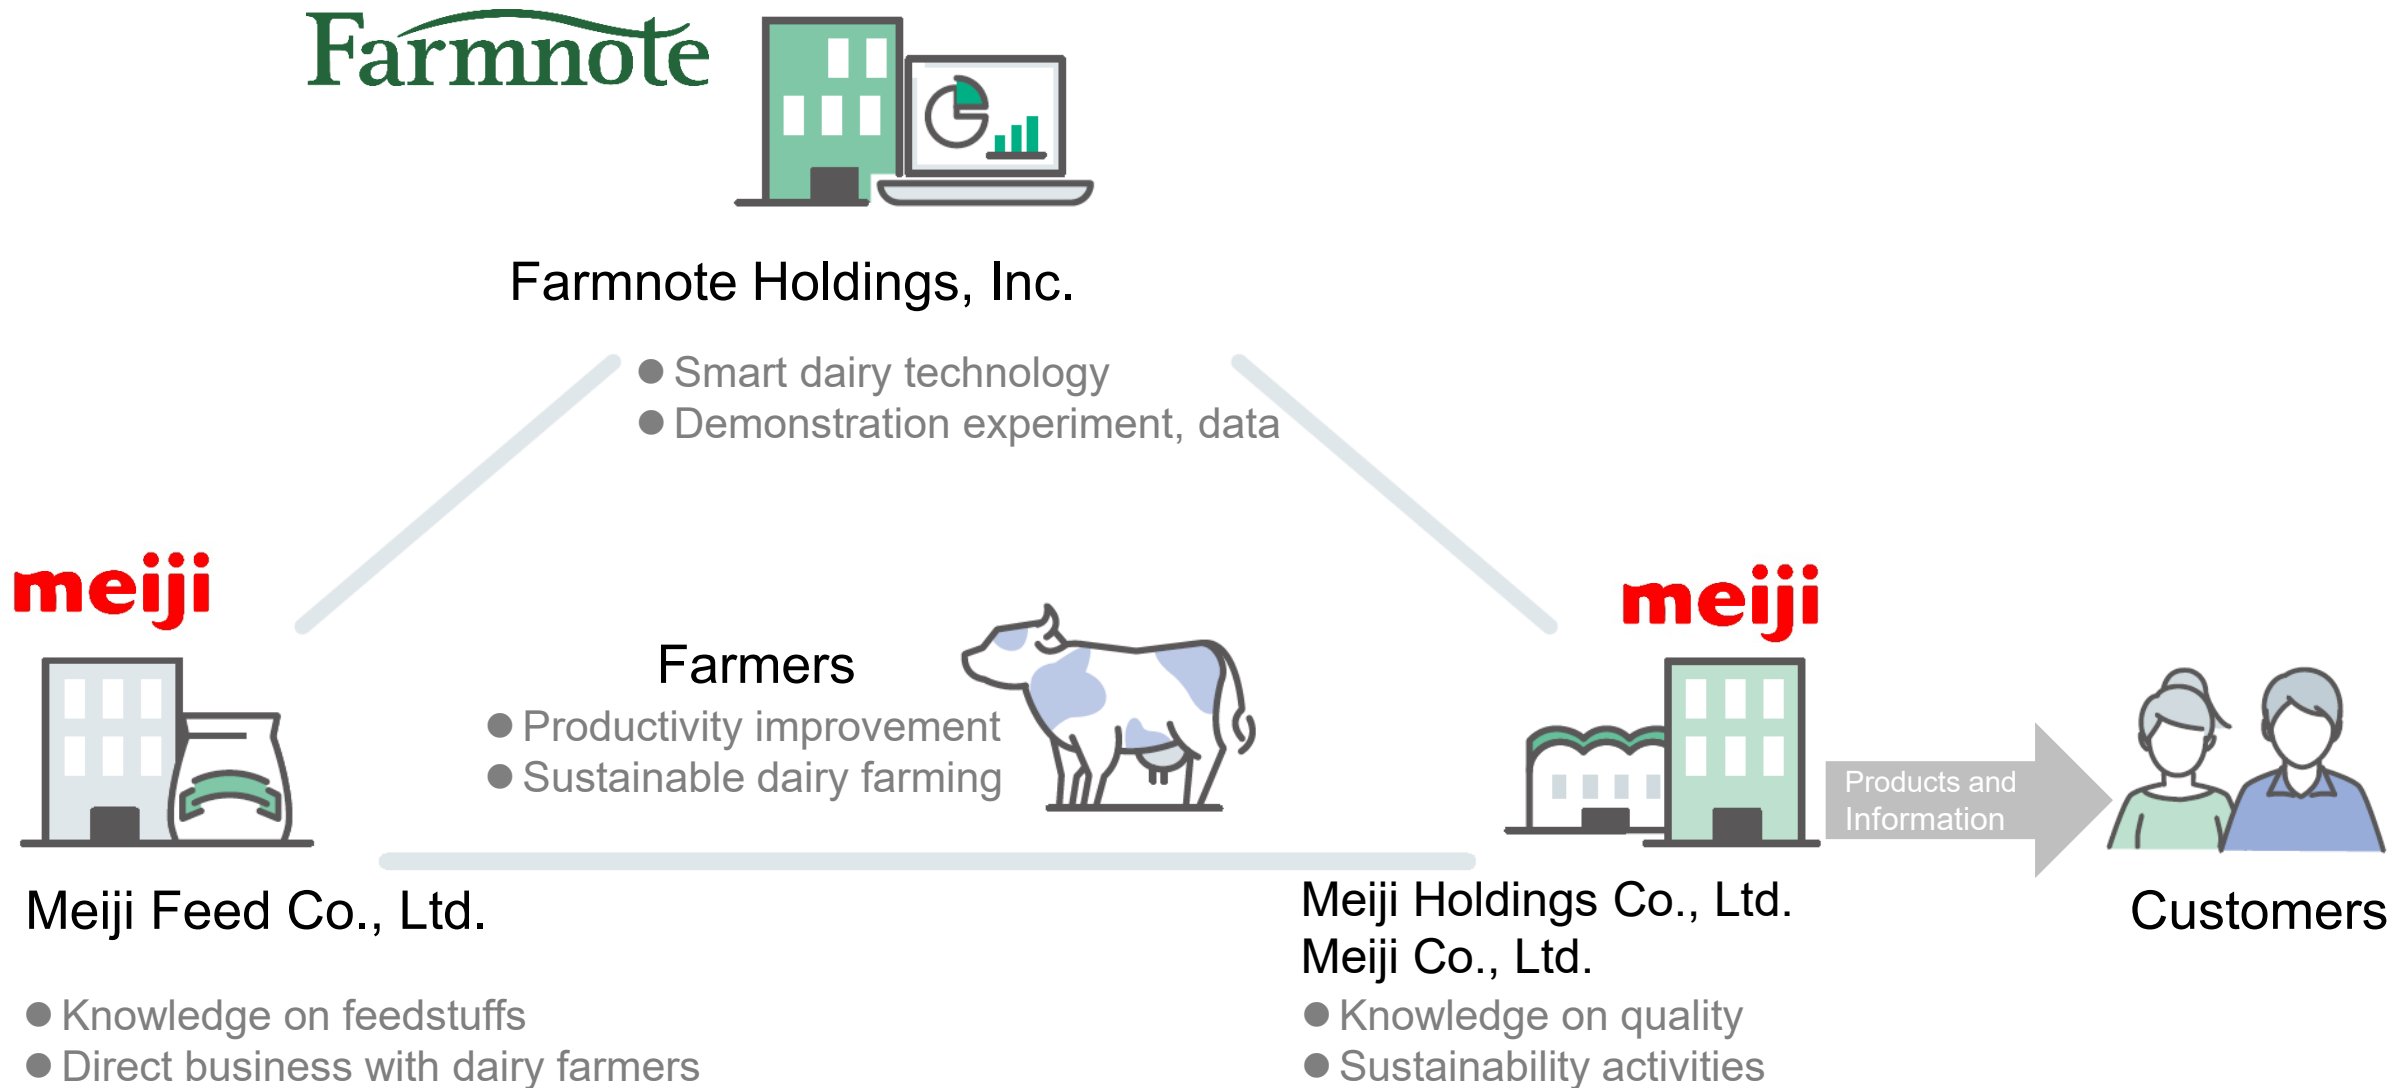 Farmnote
Farmnote Holdings, Inc.
● Smart dairy technology
● Demonstration experiment, data
meiji
Farmers
● Productivity improvement
● Sustainable dairy farming
meiji
Products and
Information
Meiji Feed Co., Ltd.
● Knowledge on feedstuffs
● Direct business with dairy farmers
Meiji Holdings Co., Ltd.
Meiji Co., Ltd.
● Knowledge on quality
● Sustainability activities
Customers